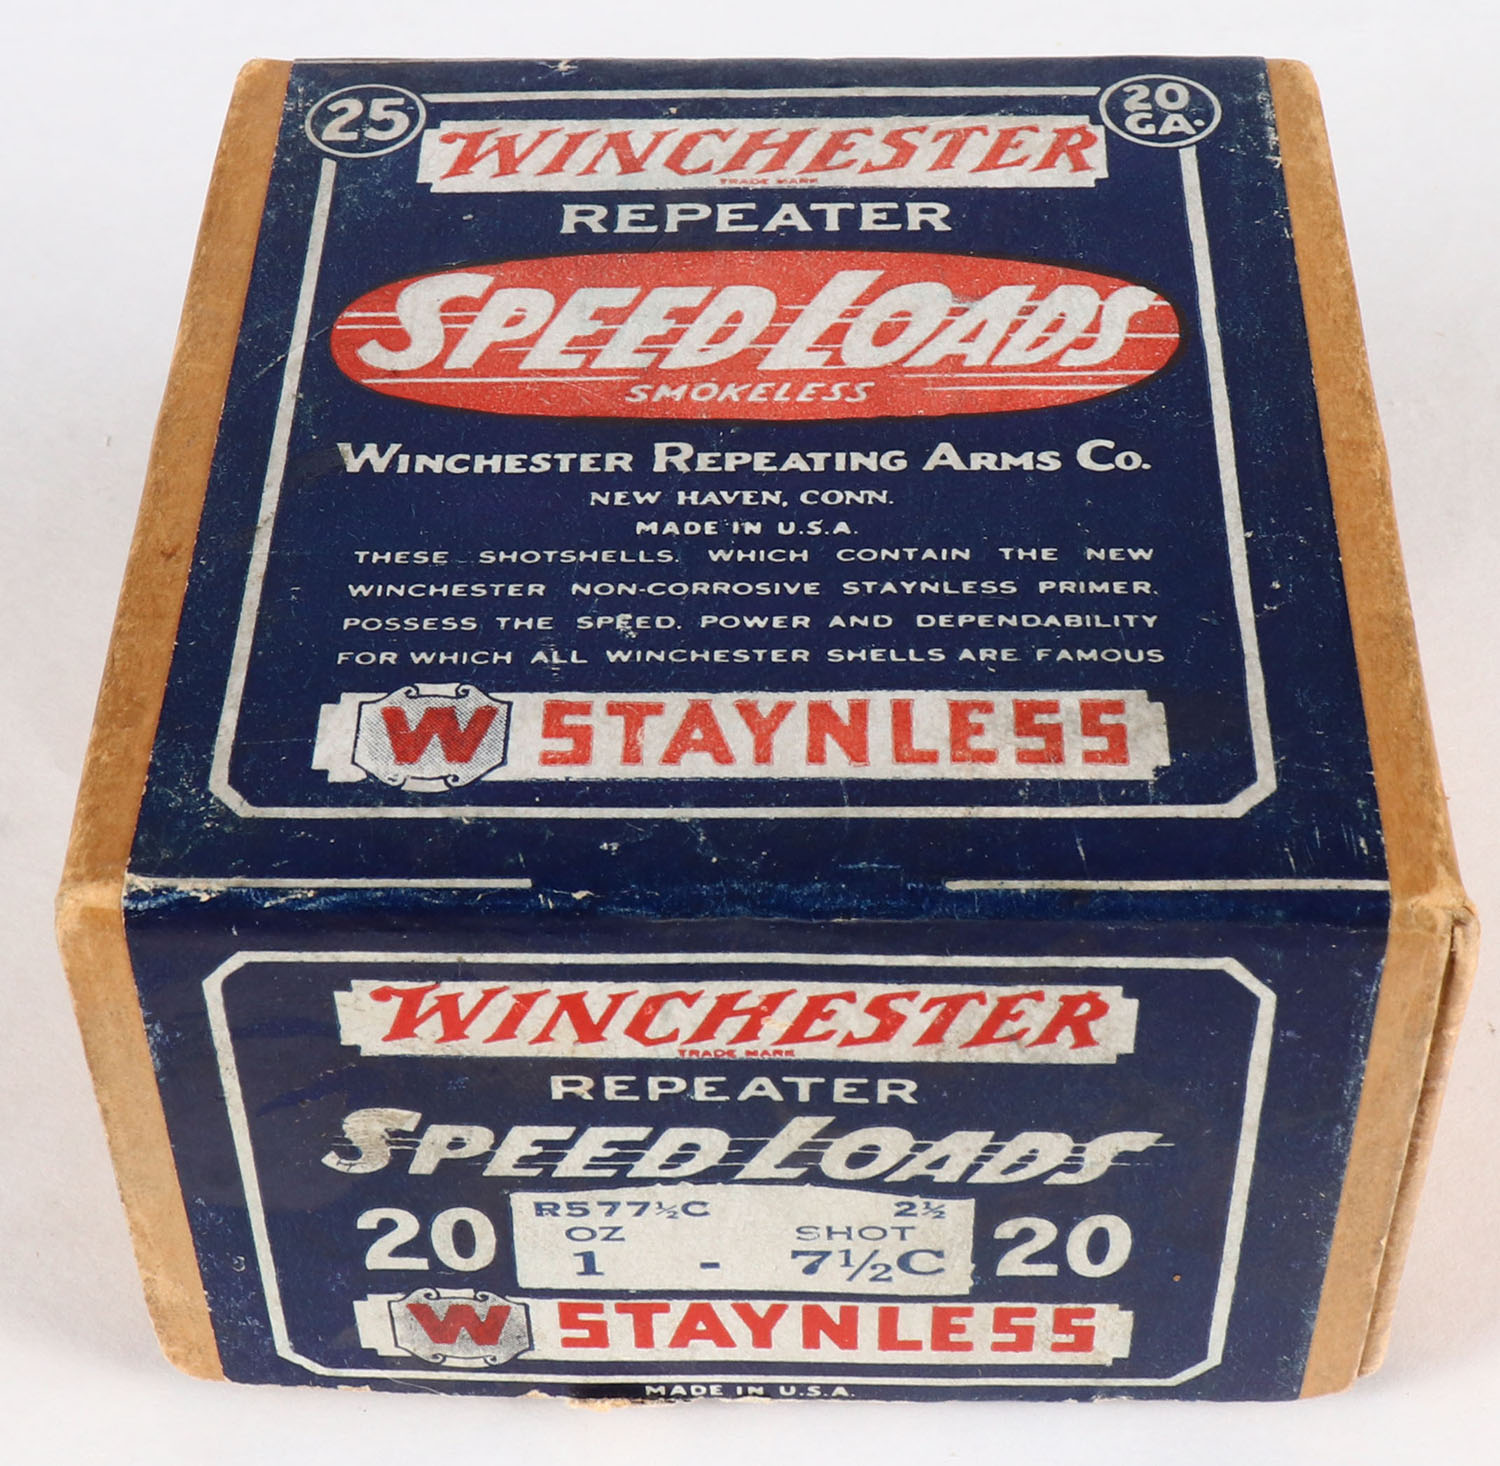 25
20 GA.
WINCHESTER
TRADE MARK
REPEATER
SPEED LOADS
SMOKELESS
WINCHESTER REPEATING ARMS CO.
NEW HAVEN, CONN.
MADE IN U.S.A.
THESE SHOTSHELLS, WHICH CONTAIN THE NEW
WINCHESTER NON-CORROSIVE STAYNLESS PRIMER,
POSSESS THE SPEED, POWER AND DEPENDABILITY
FOR WHICH ALL WINCHESTER SHELLS ARE FAMOUS
W STAYNLESS
WINCHESTER
TRADE MARK
REPEATER
SPEED LOADS
R577½C 2½
OZ SHOT
20 1 - 7½C 20
W STAYNLESS
MADE IN U.S.A.